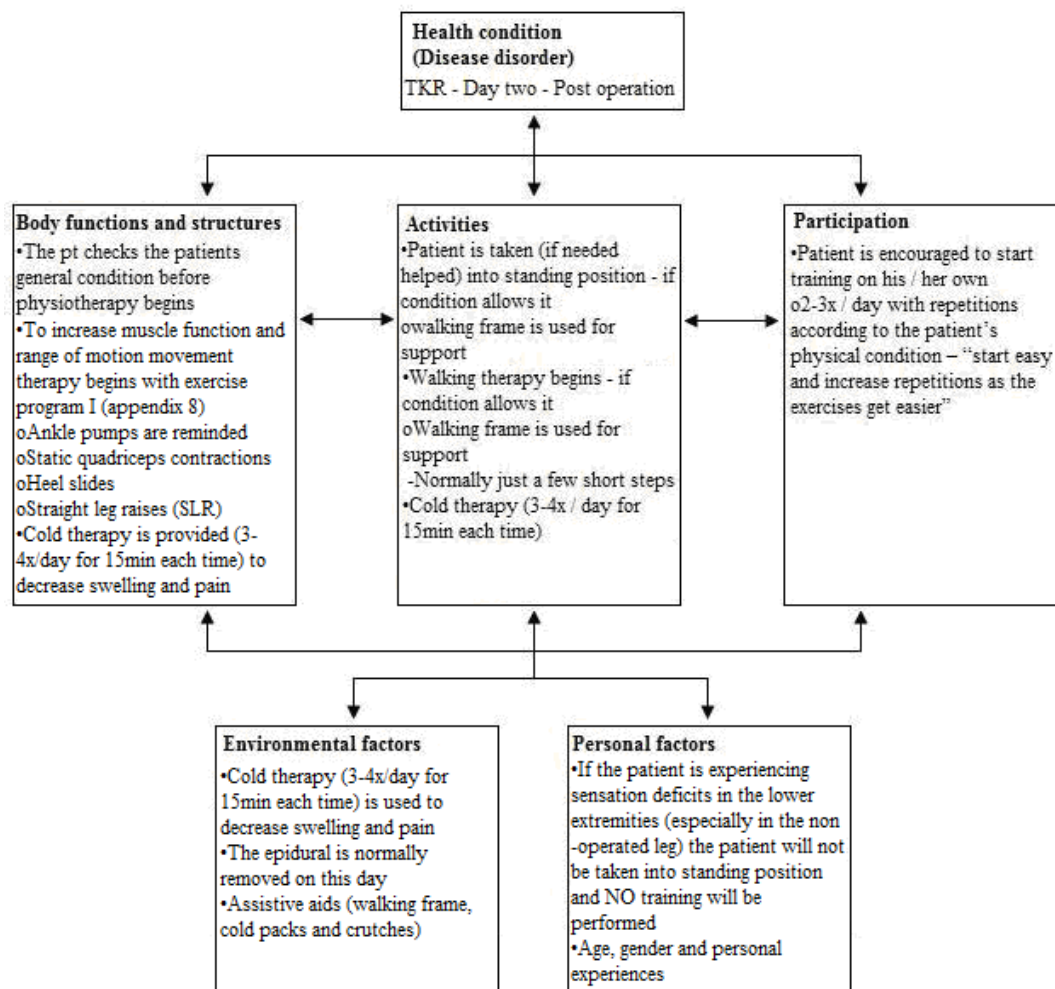 Health condition
(Disease disorder)
TKR - Day two - Post operation
Body functions and structures
•The pt checks the patients
general condition before
physiotherapy begins
•To increase muscle function and
range of motion movement
therapy begins with exercise
program I (appendix 8)
oAnkle pumps are reminded
oStatic quadriceps contractions
oHeel slides
oStraight leg raises (SLR)
•Cold therapy is provided (3-
4x/day for 15min each time) to
decrease swelling and pain
Activities
•Patient is taken (if needed
helped) into standing position - if
condition allows it
owalking frame is used for
support
•Walking therapy begins - if
condition allows it
oWalking frame is used for
support
-Normally just a few short steps
•Cold therapy (3-4x / day for
15min each time)
Participation
•Patient is encouraged to start
training on his / her own
o2-3x / day with repetitions
according to the patient’s
physical condition – “start easy
and increase repetitions as the
exercises get easier”
Environmental factors
•Cold therapy (3-4x/day for
15min each time) is used to
decrease swelling and pain
•The epidural is normally
removed on this day
•Assistive aids (walking frame,
cold packs and crutches)
Personal factors
•If the patient is experiencing
sensation deficits in the lower
extremities (especially in the non
-operated leg) the patient will not
be taken into standing position
and NO training will be
performed
•Age, gender and personal
experiences